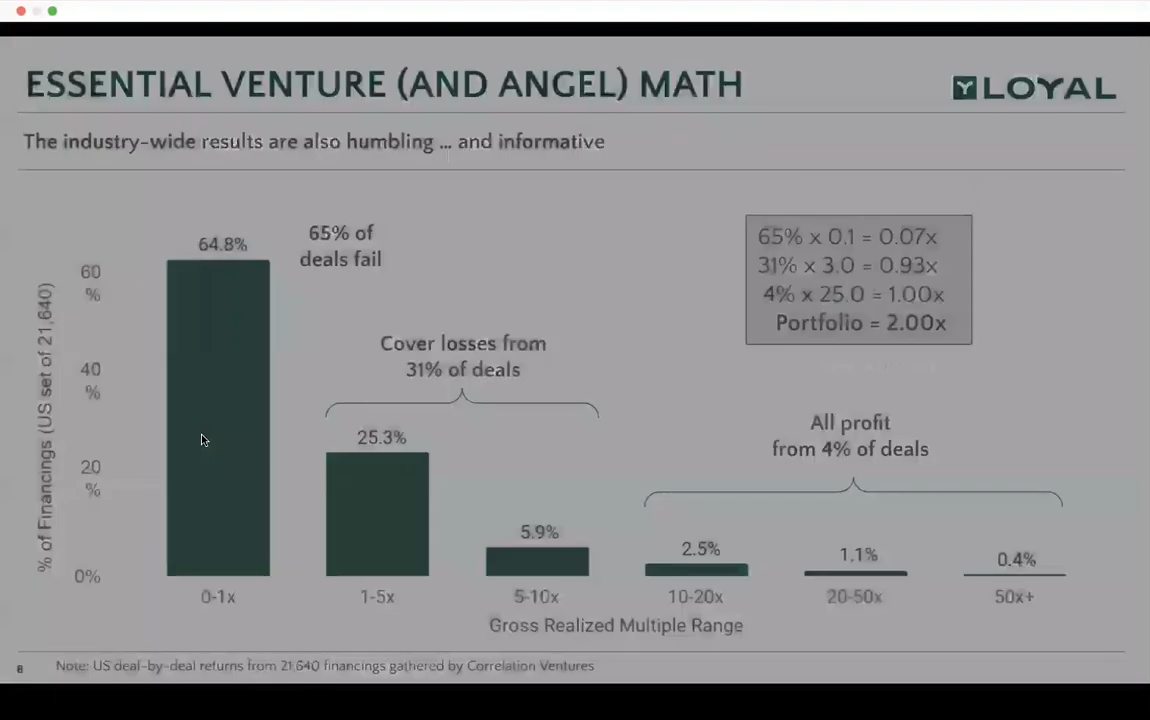 ESSENTIAL VENTURE (AND ANGEL) MATH
LOYAL
The industry-wide results are also humbling ... and informative
65% of
deals fail
64.8%
65% x 0.1 = 0.07x
31% x 3.0 = 0.93x
4% x 25.0 = 1.00x
Portfolio = 2.00x
Cover losses from
31% of deals
All profit
from 4% of deals
% of Financings (US set of 21,640)
60
%
40
%
20
%
0%
25.3%
5.9%
2.5%
1.1%
0.4%
0-1x
1-5x
5-10x
10-20x
20-50x
50x+
Gross Realized Multiple Range
8
Note: US deal-by-deal returns from 21,640 financings gathered by Correlation Ventures